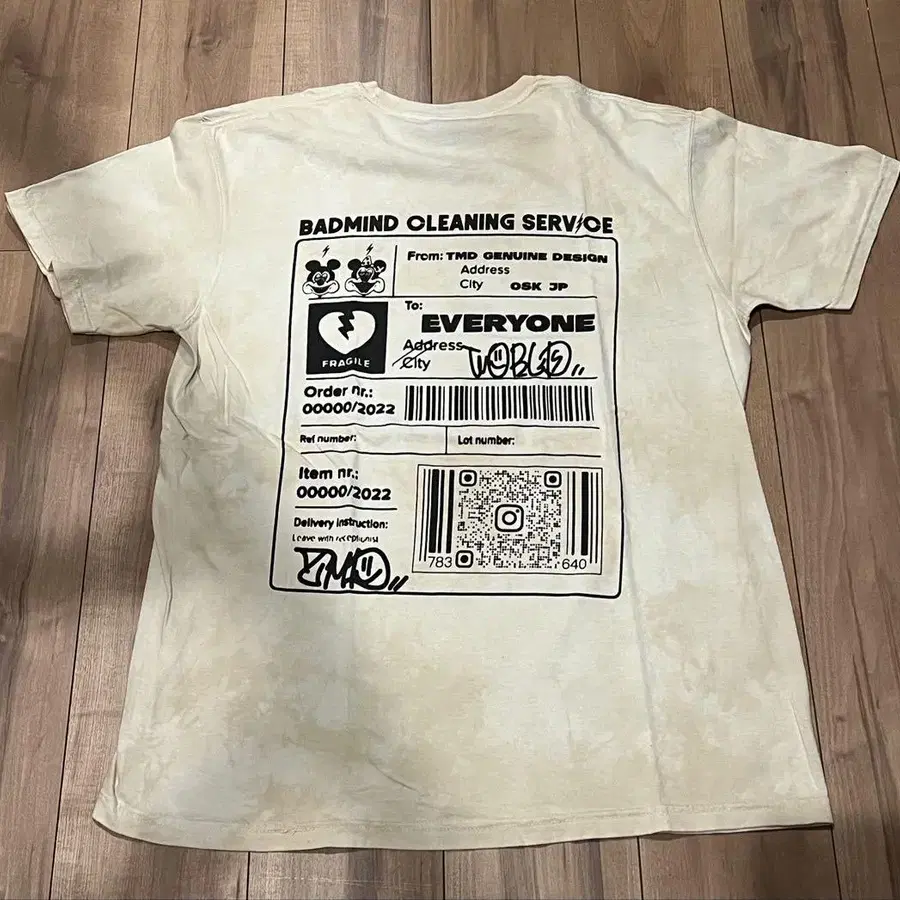 BADMIND CLEANING SERVICE
From: TMD GENUINE DESIGN
Address
City OSK JP
To:
EVERYONE
Address
City
FRAGILE
Order nr.:
00000/2022
Ref number:
Lot number:
Item nr.:
00000/2022
Delivery instruction:
Leave with receptionist
783
640